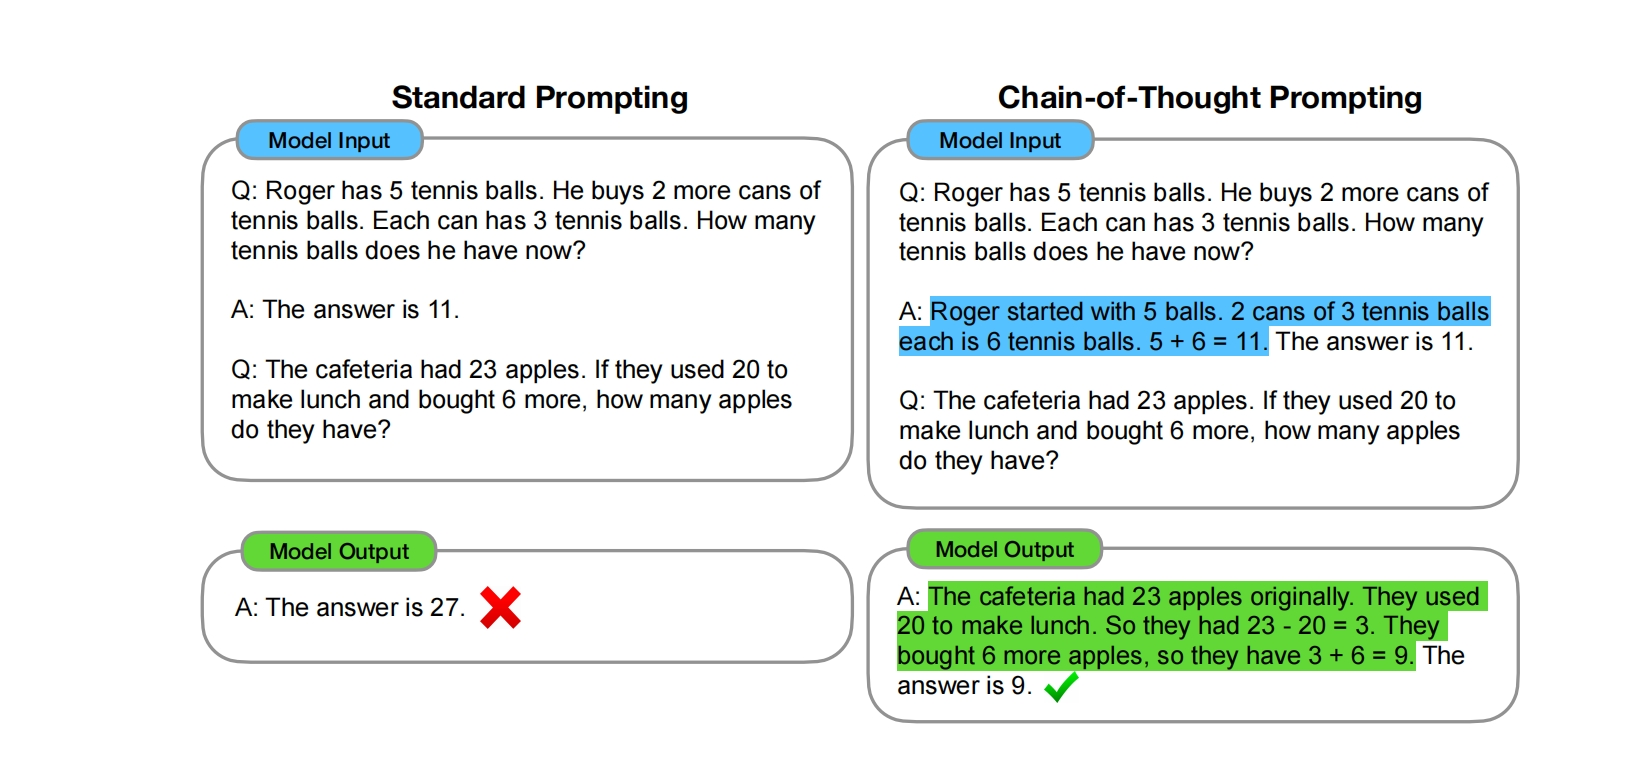 Standard Prompting
Model Input
Q: Roger has 5 tennis balls. He buys 2 more cans of
tennis balls. Each can has 3 tennis balls. How many
tennis balls does he have now?
A: The answer is 11.
Q: The cafeteria had 23 apples. If they used 20 to
make lunch and bought 6 more, how many apples
do they have?
Model Output
A: The answer is 27.
Chain-of-Thought Prompting
Model Input
Q: Roger has 5 tennis balls. He buys 2 more cans of
tennis balls. Each can has 3 tennis balls. How many
tennis balls does he have now?
A: Roger started with 5 balls. 2 cans of 3 tennis balls
each is 6 tennis balls. 5 + 6 = 11. The answer is 11.
Q: The cafeteria had 23 apples. If they used 20 to
make lunch and bought 6 more, how many apples
do they have?
Model Output
A: The cafeteria had 23 apples originally. They used
20 to make lunch. So they had 23 - 20 = 3. They
bought 6 more apples, so they have 3 + 6 = 9. The
answer is 9.